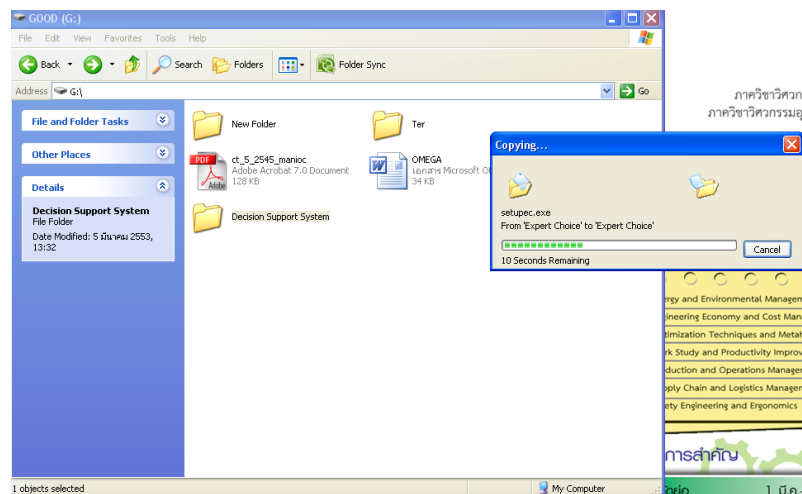 GOOD (G:)
File Edit View Favorites Tools Help
Back Search Folders Folder Sync
Address G:\ Go
File and Folder Tasks
Other Places
Details
Decision Support System
File Folder
Date Modified: 5 มีนาคม 2553,
13:32
New Folder
Ter
PDF
Adobe
ct_5_2545_manioc
Adobe Acrobat 7.0 Document
128 KB
W
OMEGA
เอกสาร Microsoft O
34 KB
Decision Support System
Copying...
setupec.exe
From 'Expert Choice' to 'Expert Choice'
Cancel
10 Seconds Remaining
ภาควิชาวิศวก
ภาควิชาวิศวกรรมอุ
rgy and Environmental Managem
ineering Economy and Cost Man
timization Techniques and Metah
rk Study and Productivity Improv
duction and Operations Manager
pply Chain and Logistics Managem
ety Engineering and Ergonomics
การสำคัญ
1 objects selected
My Computer